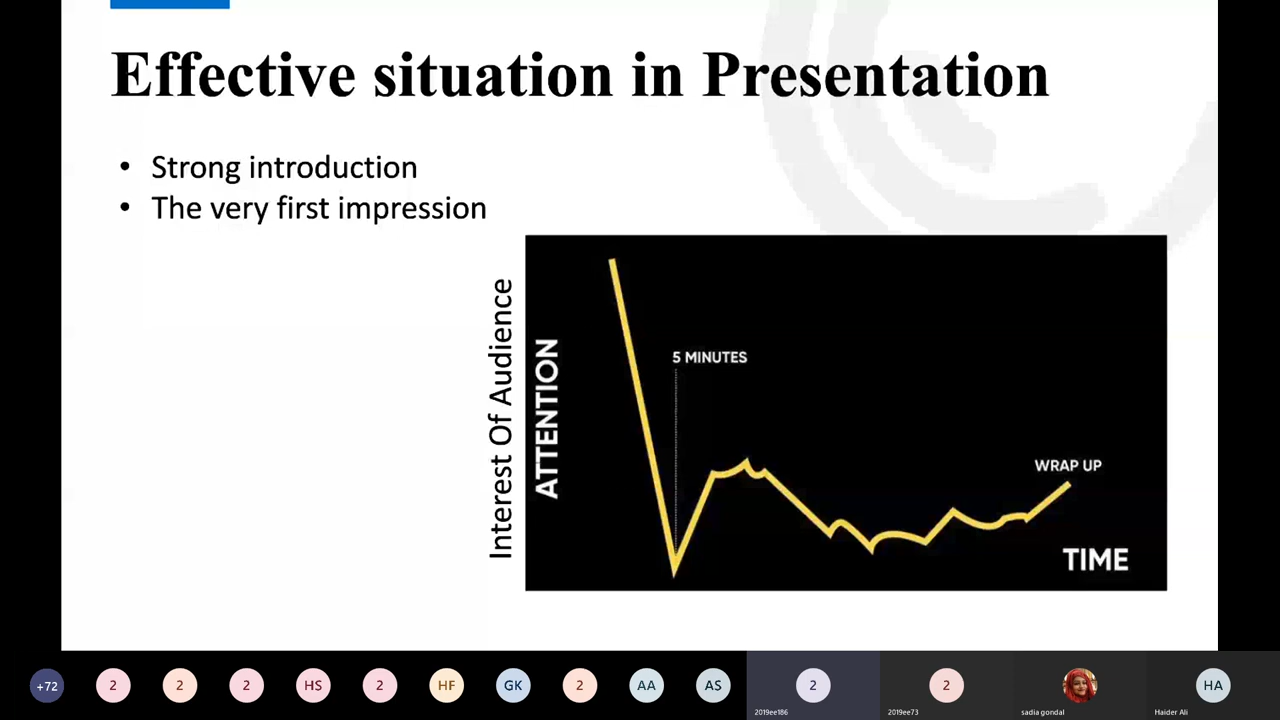 Effective situation in Presentation
• Strong introduction
• The very first impression
Interest Of Audience
ATTENTION
5 MINUTES
WRAP UP
TIME
+72
2
2
2
HS
2
HF
GK
2
AA
AS
2
2019ee186
2
2019ee73
sadia gondal
HA
Haider Ali